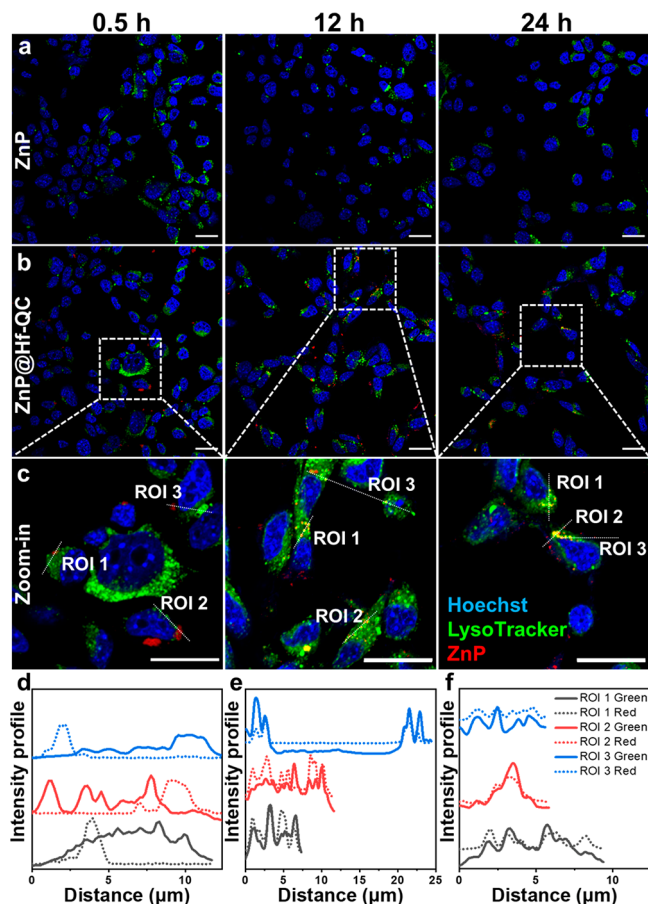 0.5 h 12 h 24 h
a
ZnP
b
ZnP@Hf-QC
c
Zoom-in
ROI 3
ROI 1
ROI 2
ROI 3
ROI 1
ROI 2
ROI 1
ROI 2
ROI 3
Hoechst
LysoTracker
ZnP
d e f
Intensity profile
Intensity profile
Intensity profile
ROI 1 Green
ROI 1 Red
ROI 2 Green
ROI 2 Red
ROI 3 Green
ROI 3 Red
0 5 10
0 5 10 15 20 25
0 5 10
Distance (μm) Distance (μm) Distance (μm)